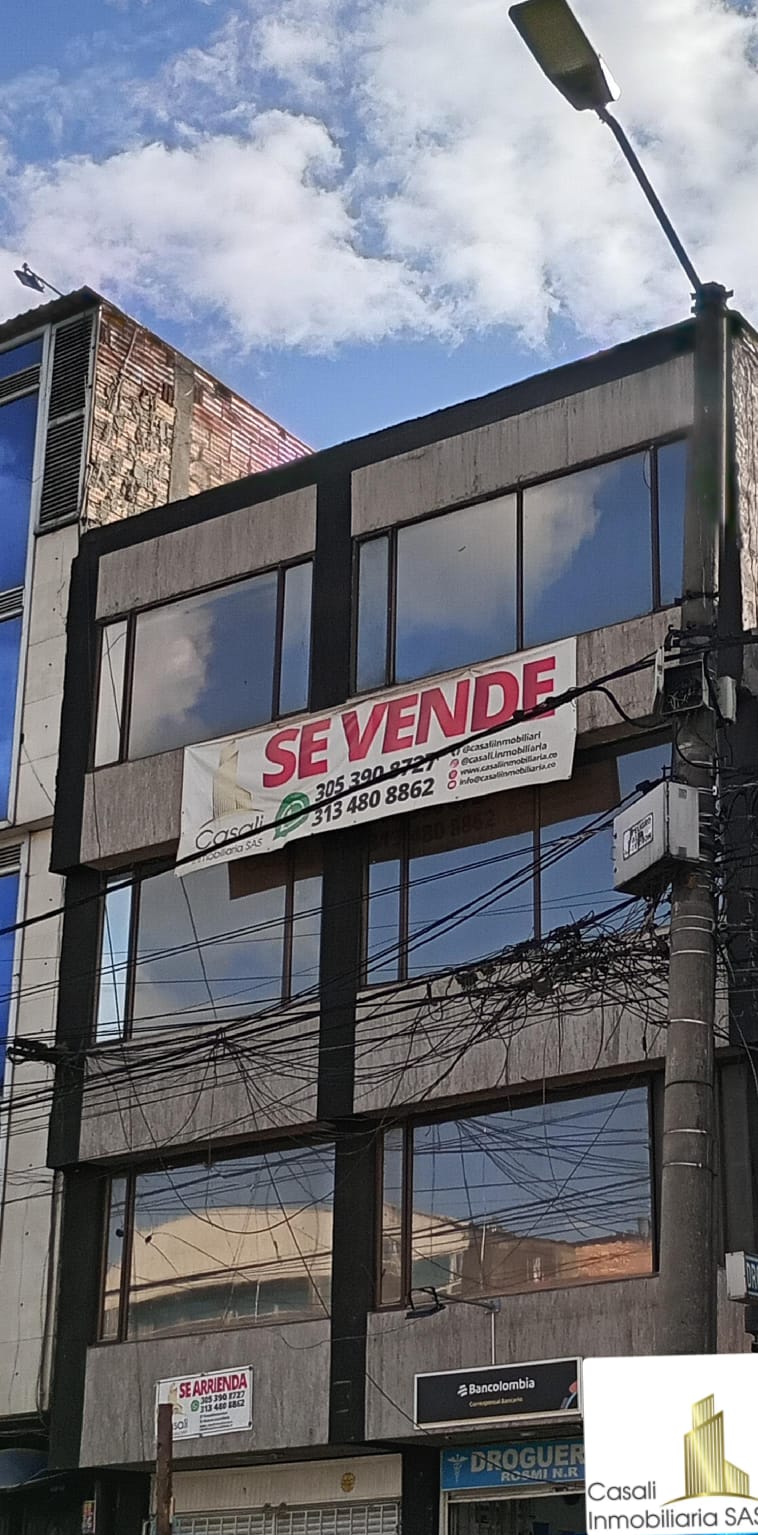 SE VENDE
305 390 8727
313 480 8862
@casaliinmobiliari
@casali.inmobiliaria
www.casaliinmobiliaria.co
info@casaliinmobiliaria.co
Casali
Inmobiliaria SAS
SE ARRIENDA
305 390 8727
313 480 8862
Bancolombia
Corresponsal Bancario
DROGUER
ROSMI N.R
Casali
Inmobiliaria SAS